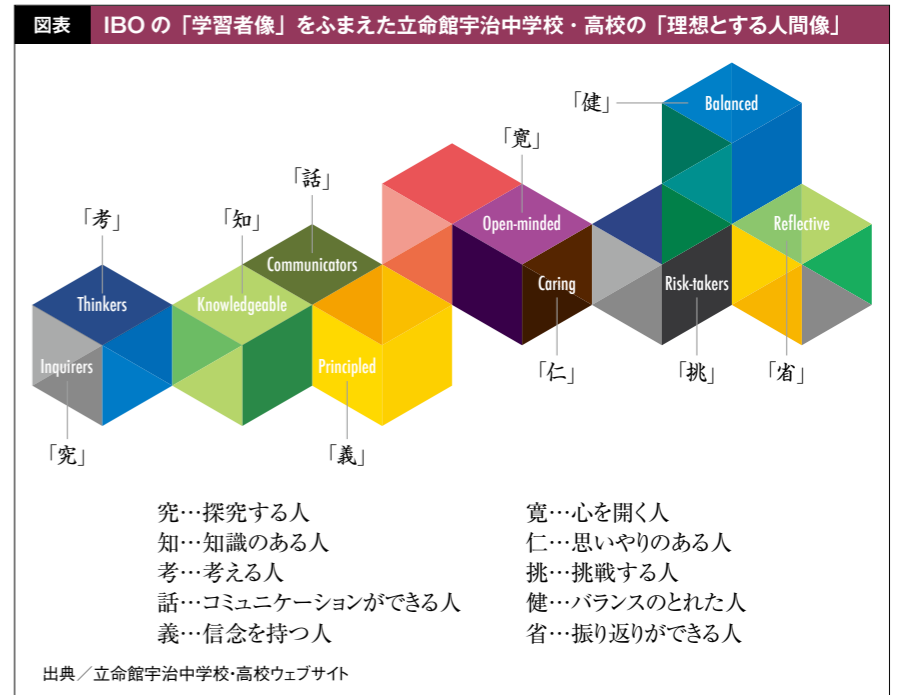 図表 IBOの「学習者像」をふまえた立命館宇治中学校・高校の「理想とする人間像」
「健」
Balanced
「寛」
「話」
「考」
「知」
Open-minded
Reflective
Communicators
Thinkers
Knowledgeable
Caring
Risk-takers
Inquirers
Principled
「仁」
「挑」
「省」
「究」
「義」
究…探究する人
知…知識のある人
考…考える人
話…コミュニケーションができる人
義…信念を持つ人
寛…心を開く人
仁…思いやりのある人
挑…挑戦する人
健…バランスのとれた人
省…振り返りができる人
出典／立命館宇治中学校・高校ウェブサイト